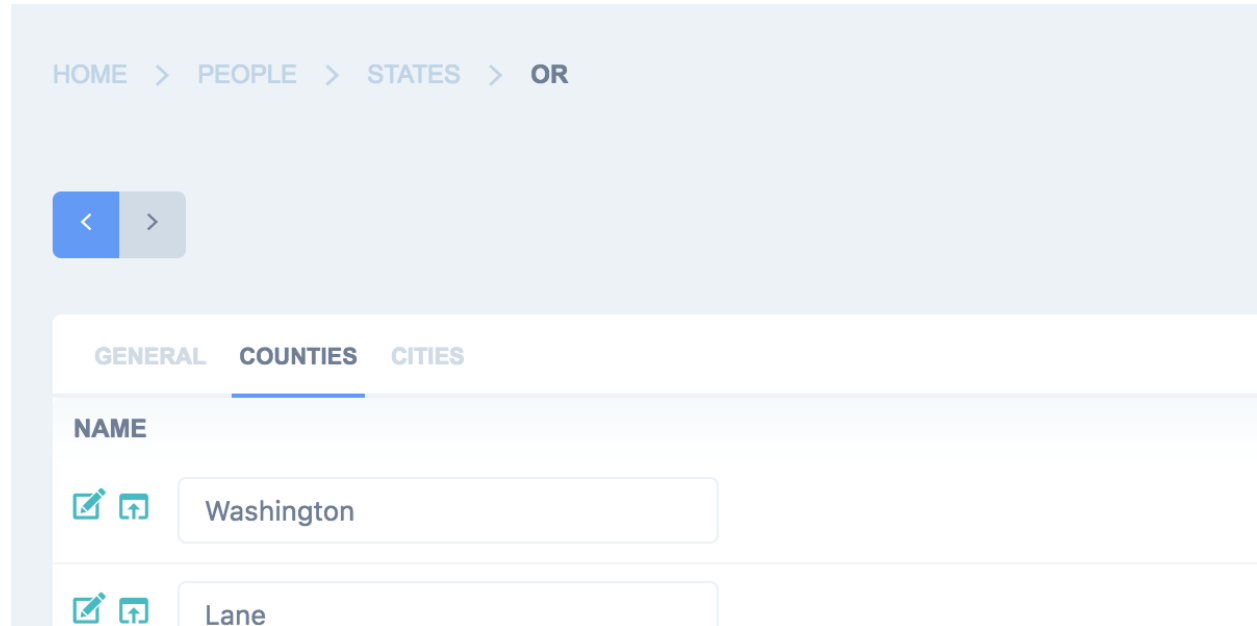 HOME > PEOPLE > STATES > OR
< >
GENERAL COUNTIES CITIES
NAME
Washington
Lane